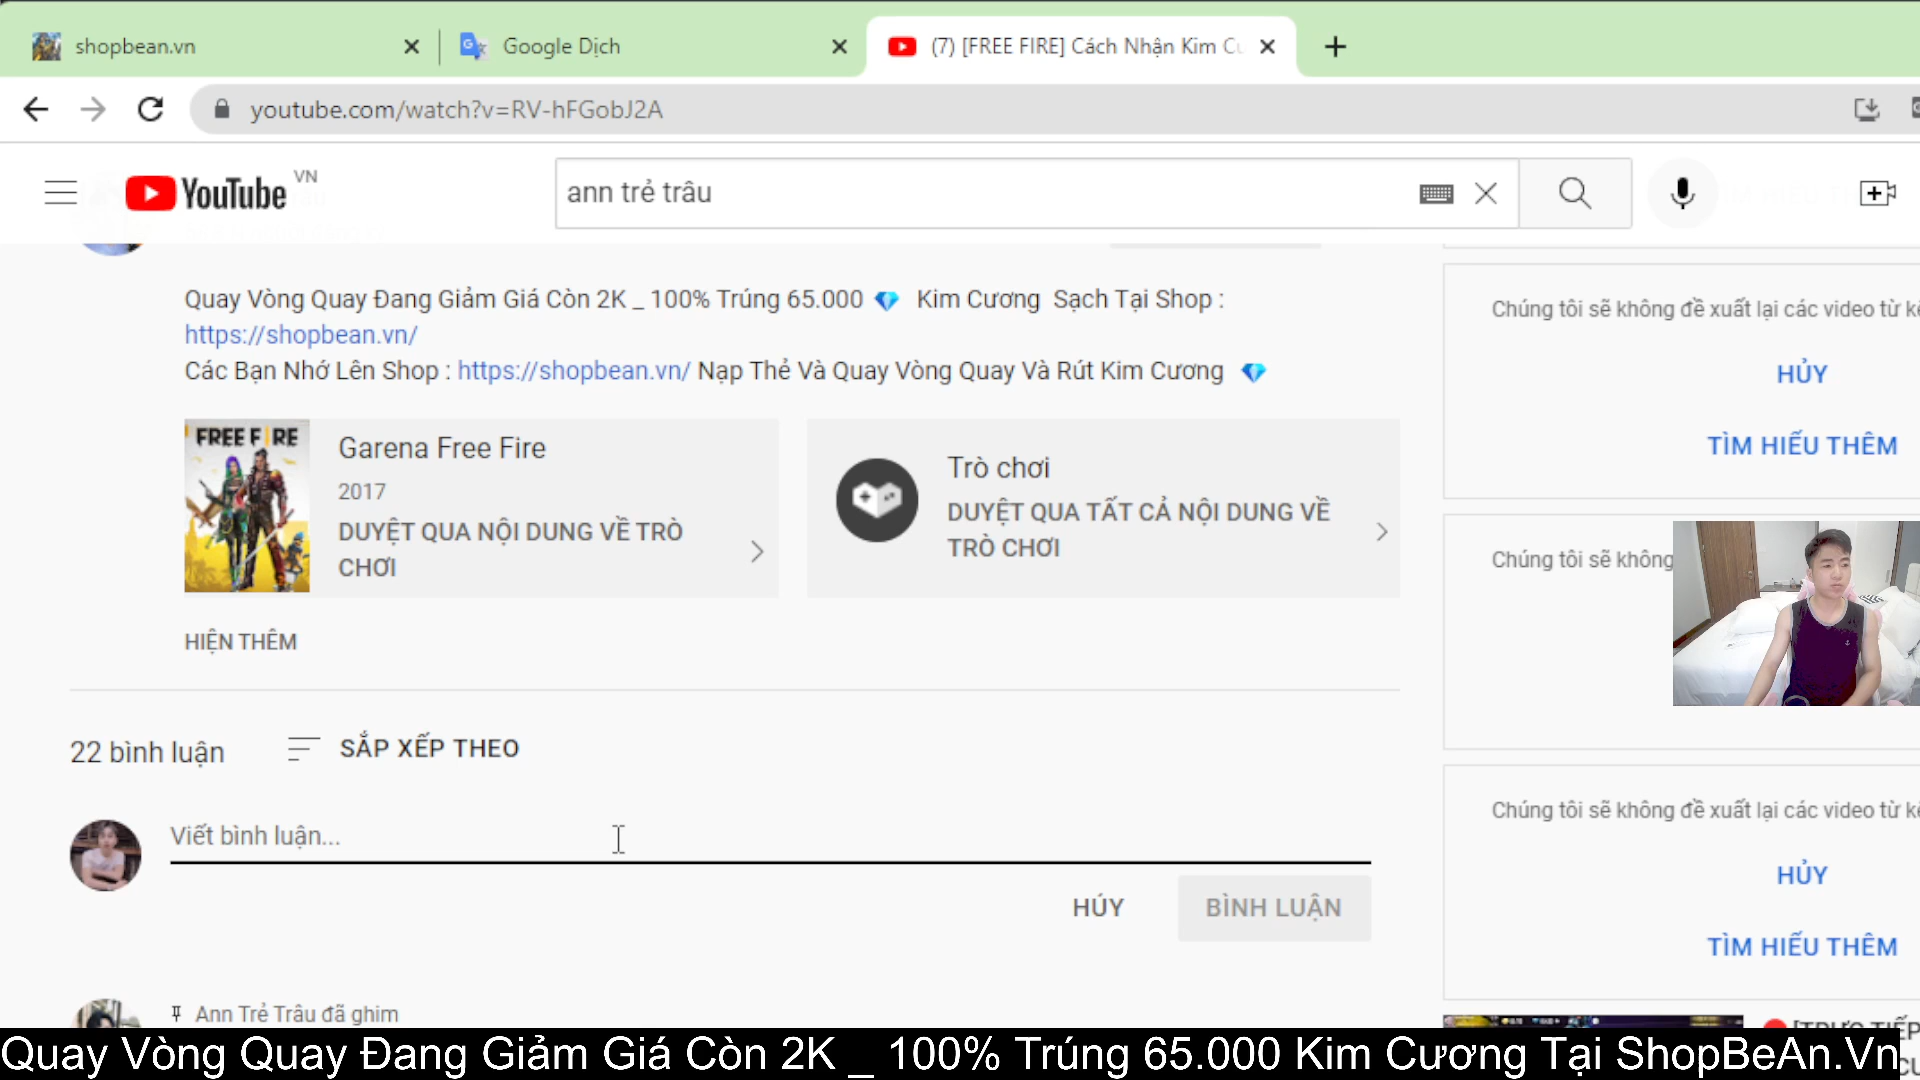 shopbean.vn
Google Dịch
(7) [FREE FIRE] Cách Nhận Kim
youtube.com/watch?v=RV-hFGobJ2A
YouTube VN
ann trẻ trâu
Quay Vòng Quay Đang Giảm Giá Còn 2K _ 100% Trúng 65.000 💎 Kim Cương Sạch Tại Shop :
https://shopbean.vn/
Các Bạn Nhớ Lên Shop : https://shopbean.vn/ Nạp Thẻ Và Quay Vòng Quay Và Rút Kim Cương 💎
FREE FIRE
Garena Free Fire
2017
DUYỆT QUA NỘI DUNG VỀ TRÒ
CHƠI
Trò chơi
DUYỆT QUA TẤT CẢ NỘI DUNG VỀ
TRÒ CHƠI
HIỆN THÊM
22 bình luận
SẮP XẾP THEO
Viết bình luận...
HỦY
BÌNH LUẬN
Ann Trẻ Trâu đã ghim
Chúng tôi sẽ không đề xuất lại các video từ
HỦY
TÌM HIỂU THÊM
Chúng tôi sẽ không
Chúng tôi sẽ không đề xuất lại các video từ
HỦY
TÌM HIỂU THÊM
Quay Vòng Quay Đang Giảm Giá Còn 2K _ 100% Trúng 65.000 Kim Cương Tại ShopBeAn.Vn